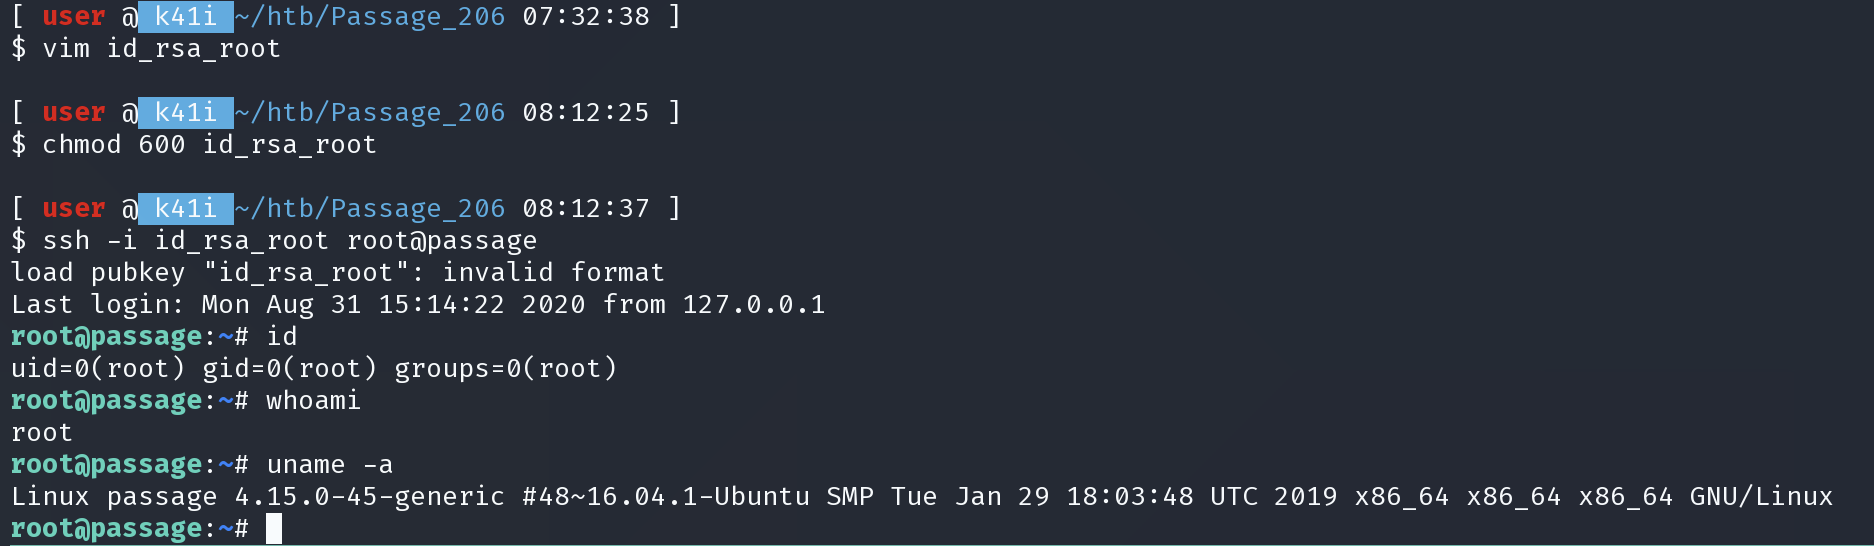 [ user @ k41i ~/htb/Passage_206 07:32:38 ]
$ vim id_rsa_root
[ user @ k41i ~/htb/Passage_206 08:12:25 ]
$ chmod 600 id_rsa_root
[ user @ k41i ~/htb/Passage_206 08:12:37 ]
$ ssh -i id_rsa_root root@passage
load pubkey "id_rsa_root": invalid format
Last login: Mon Aug 31 15:14:22 2020 from 127.0.0.1
root@passage:~# id
uid=0(root) gid=0(root) groups=0(root)
root@passage:~# whoami
root
root@passage:~# uname -a
Linux passage 4.15.0-45-generic #48~16.04.1-Ubuntu SMP Tue Jan 29 18:03:48 UTC 2019 x86_64 x86_64 x86_64 GNU/Linux
root@passage:~#